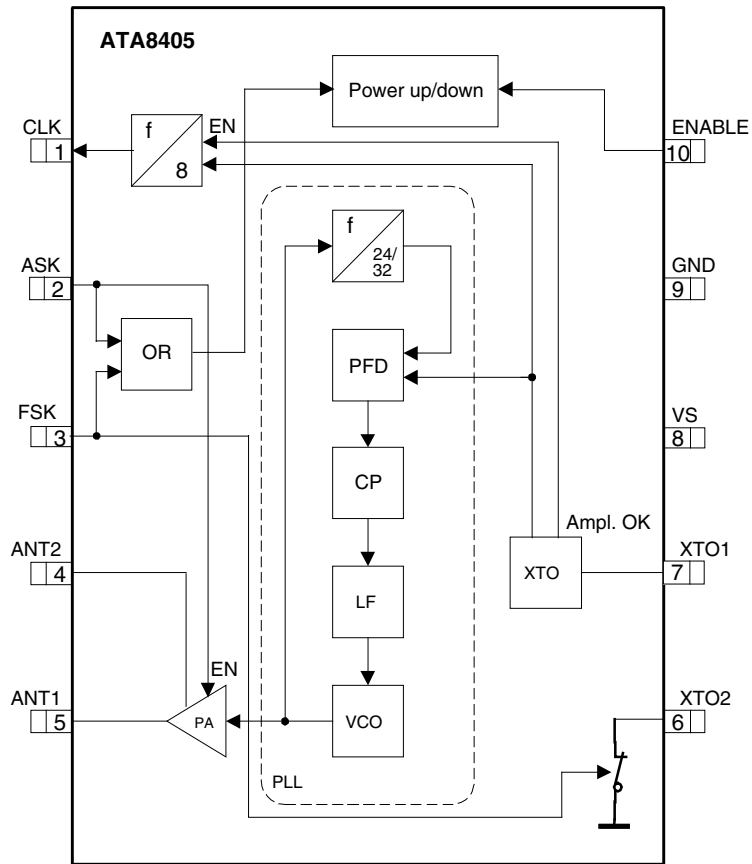 ATA8405
Power up/down
CLK
1
f
8
EN
ENABLE
10
f
24/
32
ASK
2
GND
9
OR
PFD
FSK
3
VS
8
CP
Ampl. OK
ANT2
4
XTO
XTO1
7
LF
EN
ANT1
5
PA
VCO
XTO2
6
PLL